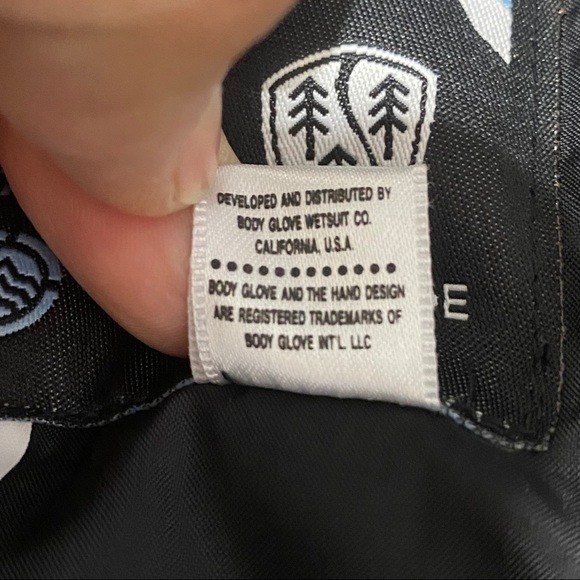 DEVELOPED AND DISTRIBUTED BY
BODY GLOVE WETSUIT CO.
CALIFORNIA, U.S.A.
BODY GLOVE AND THE HAND DESIGN
ARE REGISTERED TRADEMARKS OF
BODY GLOVE INT'L LLC